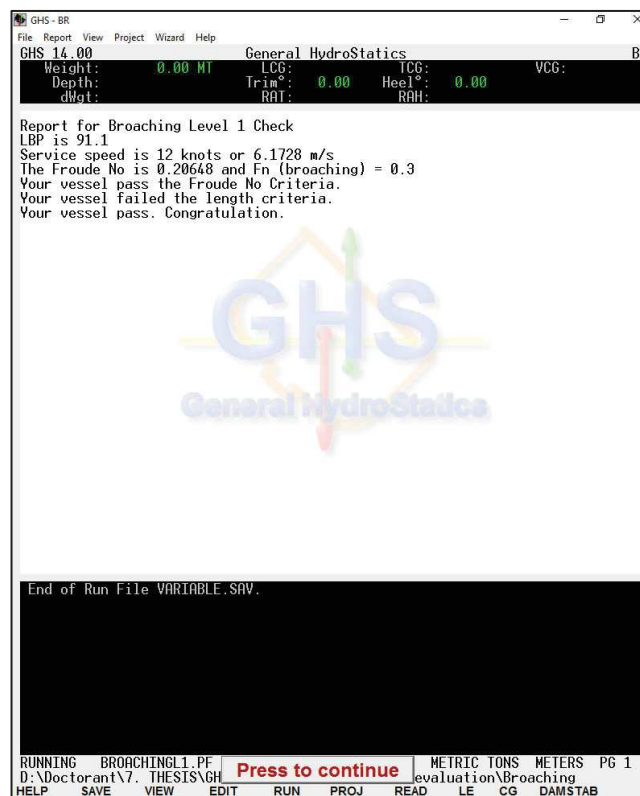 GHS - BR
File Report View Project Wizard Help
GHS 14.00 General HydroStatics B
Weight: 0.00 MT LCG: TCG: VCG:
Depth: Trim°: 0.00 Heel°: 0.00
dWgt: RAT: RAH:
Report for Broaching Level 1 Check
LBP is 91.1
Service speed is 12 knots or 6.1728 m/s
The Froude No is 0.20648 and Fn (broaching) = 0.3
Your vessel pass the Froude No Criteria.
Your vessel failed the length criteria.
Your vessel pass. Congratulation.
GHS
General HydroStatics
End of Run File VARIABLE.SAV.
RUNNING BROACHINGL1.PF METRIC TONS METERS PG 1
D:\Doctorant\7. THESIS\GH Press to continue evaluation\Broaching
HELP SAVE VIEW EDIT RUN PROJ READ LE CG DAMSTAB